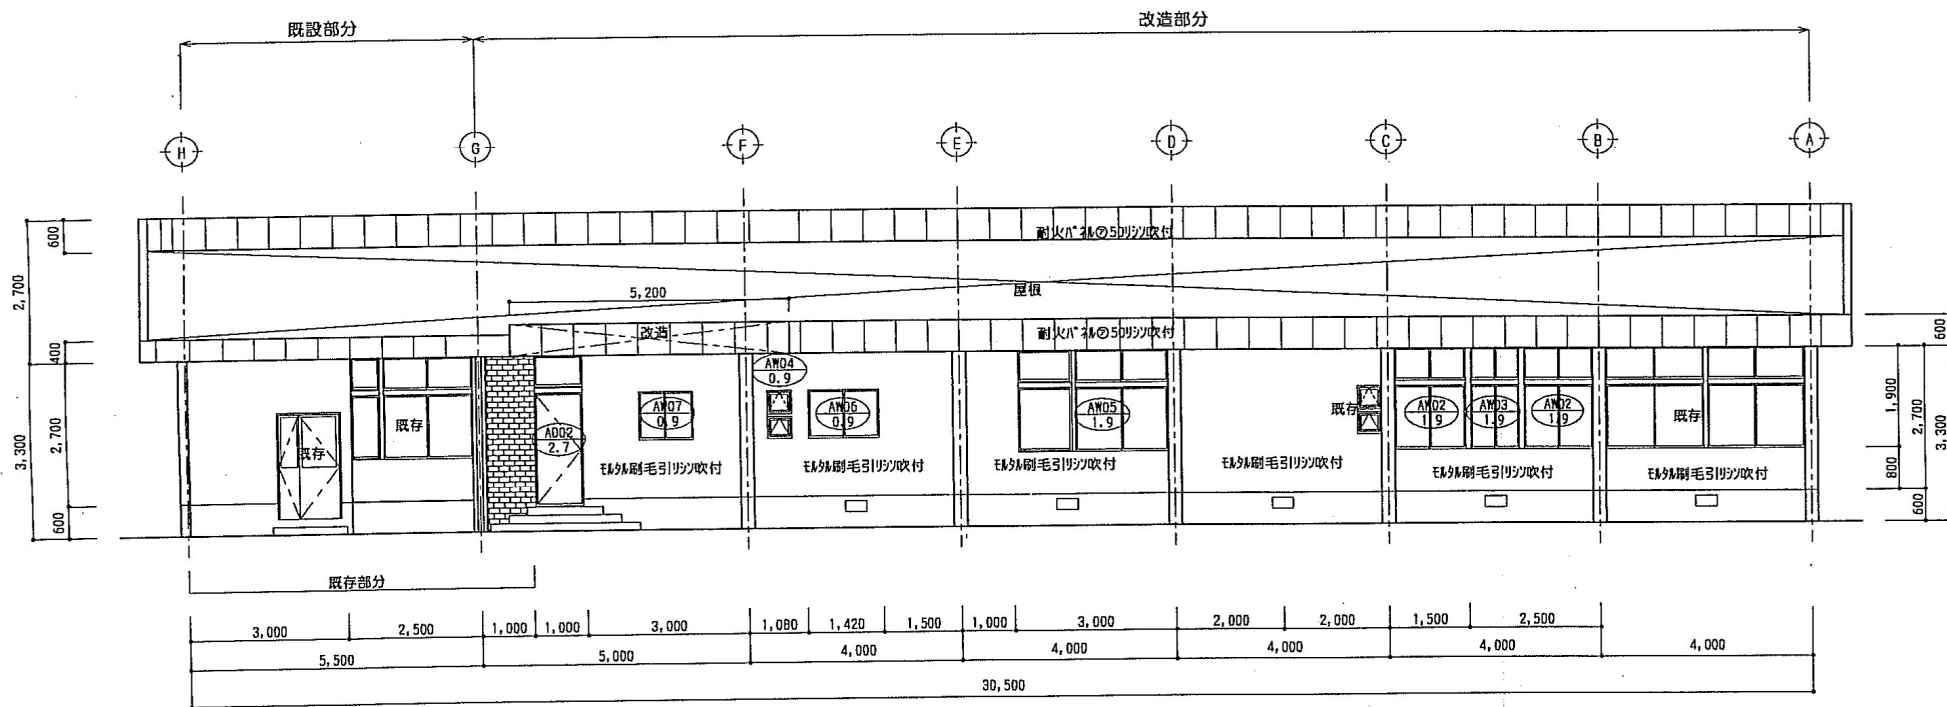 既設部分
改造部分
H
G
F
E
D
C
B
A
600
2,700
400
2,700
3,300
600
耐火パネル㋐50リシン吹付
5,200
屋根
改造
耐火パネル㋐50リシン吹付
600
1,900
2,700
3,300
800
600
既存
既存
AD02
2.7
AW07
0.9
AW04
0.9
AW06
0.9
AW05
1.9
既存
AW02
1.9
AW03
1.9
AW02
1.9
既存
モルタル刷毛引リシン吹付
モルタル刷毛引リシン吹付
モルタル刷毛引リシン吹付
モルタル刷毛引リシン吹付
モルタル刷毛引リシン吹付
モルタル刷毛引リシン吹付
既存部分
3,000
2,500
1,000
1,000
3,000
1,080
1,420
1,500
1,000
3,000
2,000
2,000
1,500
2,500
5,500
5,000
4,000
4,000
4,000
4,000
4,000
30,500